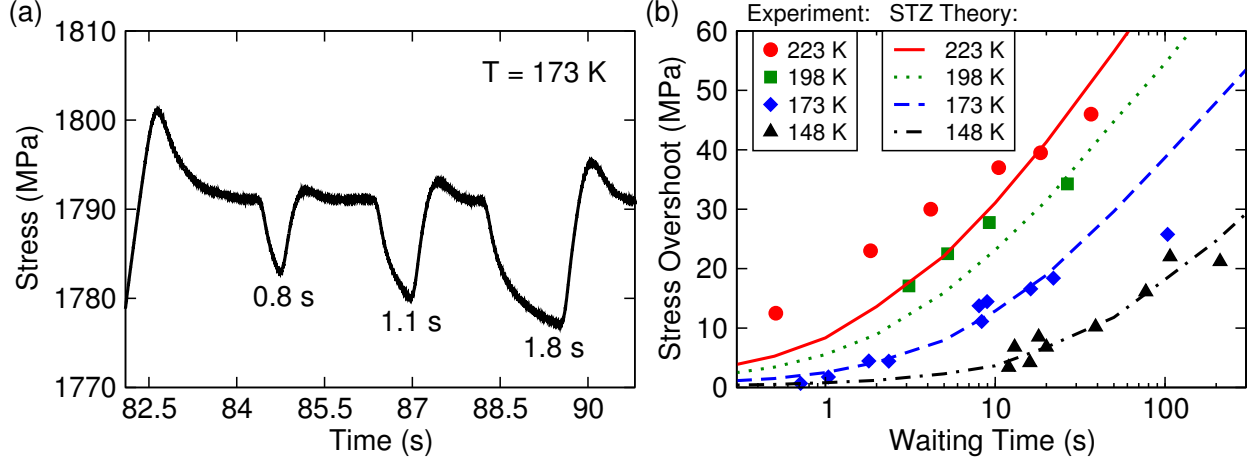 (a)
1810
1800
1790
1780
1770
Stress (MPa)
T = 173 K
0.8 s
1.1 s
1.8 s
82.5 84 85.5 87 88.5 90
Time (s)
(b)
Experiment: STZ Theory:
223 K 223 K
198 K 198 K
173 K 173 K
148 K 148 K
60
50
40
30
20
10
0
Stress Overshoot (MPa)
1 10 100
Waiting Time (s)